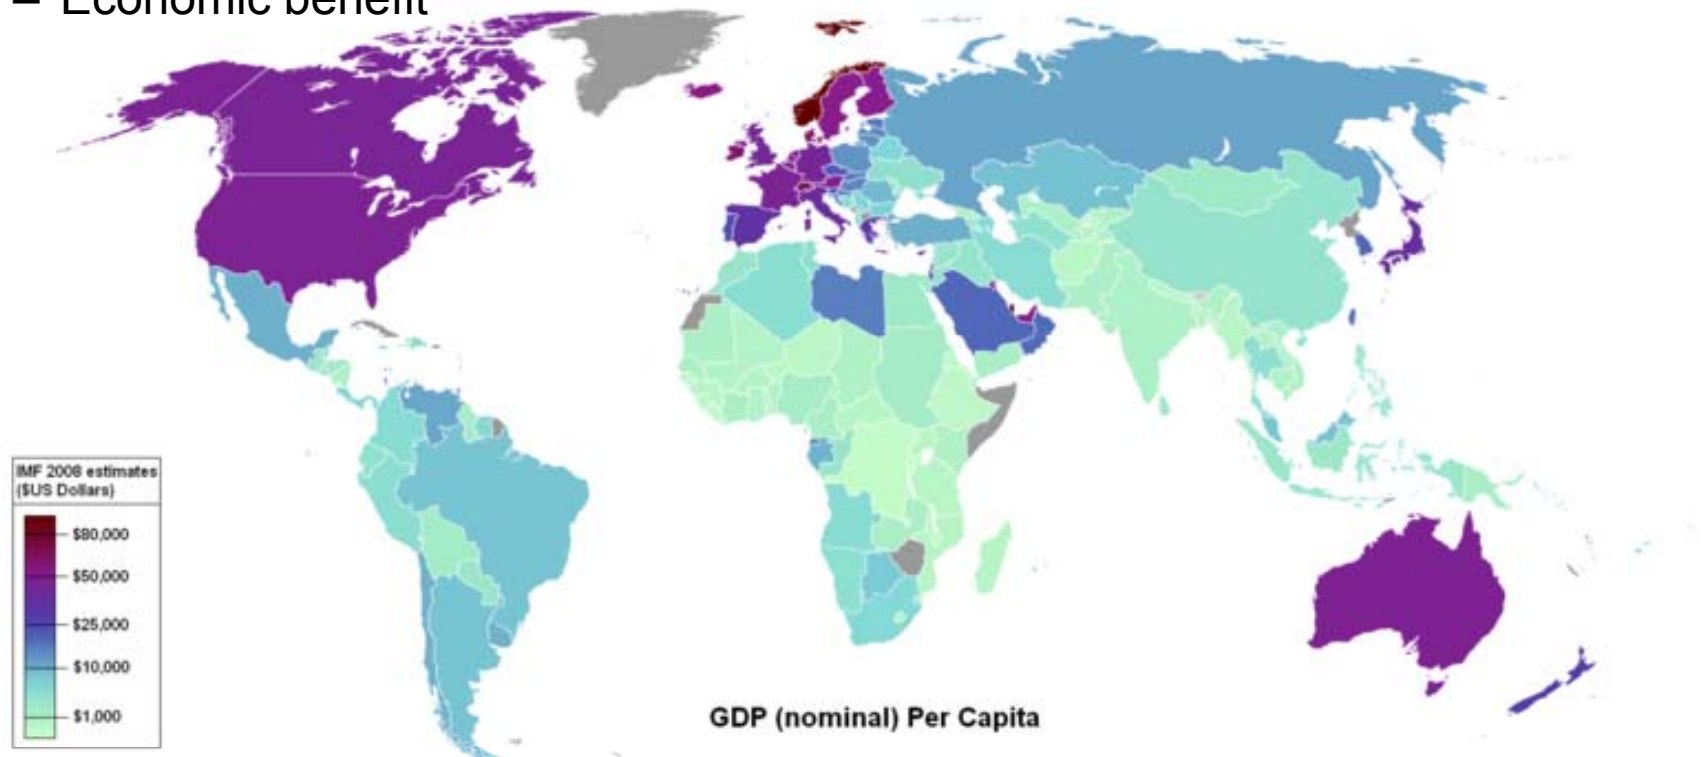 – Economic benefit
IMF 2008 estimates
($US Dollars)
$80,000
$50,000
$25,000
$10,000
$1,000
GDP (nominal) Per Capita